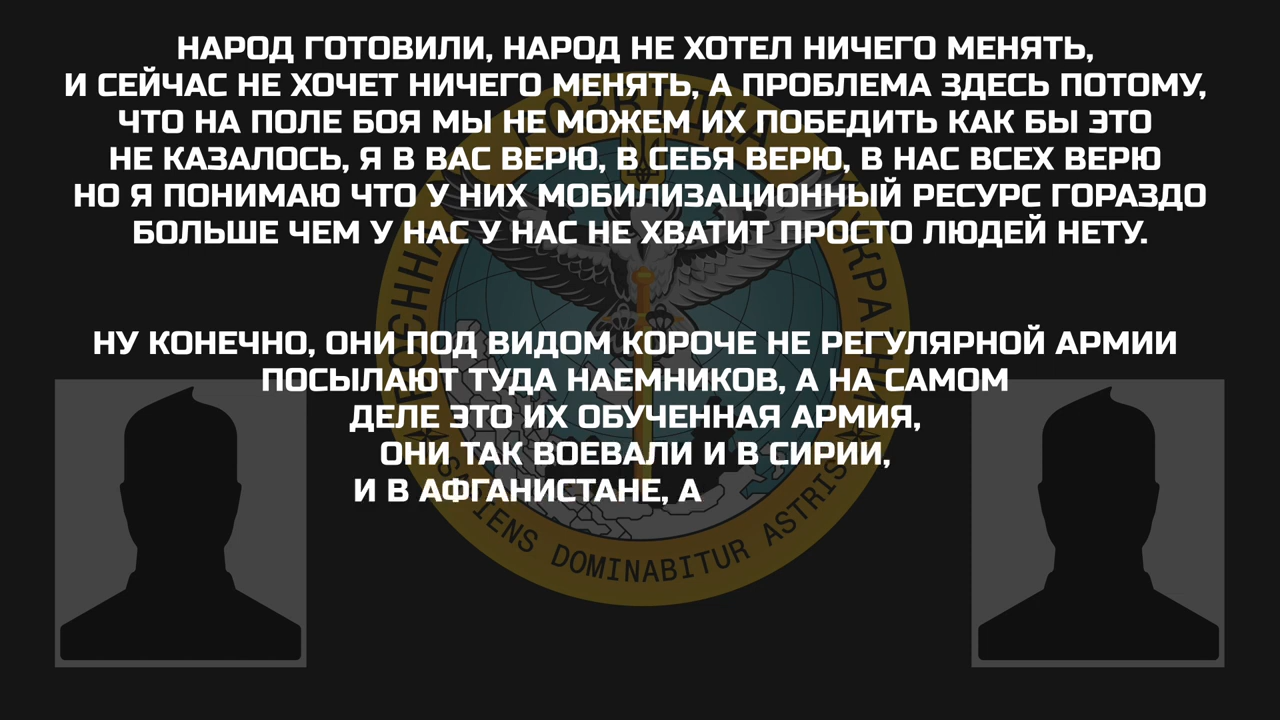 НАРОД ГОТОВИЛИ, НАРОД НЕ ХОТЕЛ НИЧЕГО МЕНЯТЬ,
И СЕЙЧАС НЕ ХОЧЕТ НИЧЕГО МЕНЯТЬ, А ПРОБЛЕМА ЗДЕСЬ ПОТОМУ,
ЧТО НА ПОЛЕ БОЯ МЫ НЕ МОЖЕМ ИХ ПОБЕДИТЬ КАК БЫ ЭТО
НЕ КАЗАЛОСЬ, Я В ВАС ВЕРЮ, В СЕБЯ ВЕРЮ, В НАС ВСЕХ ВЕРЮ
НО Я ПОНИМАЮ ЧТО У НИХ МОБИЛИЗАЦИОННЫЙ РЕСУРС ГОРАЗДО
БОЛЬШЕ ЧЕМ У НАС У НАС НЕ ХВАТИТ ПРОСТО ЛЮДЕЙ НЕТУ.
НУ КОНЕЧНО, ОНИ ПОД ВИДОМ КОРОЧЕ НЕ РЕГУЛЯРНОЙ АРМИИ
ПОСЫЛАЮТ ТУДА НАЕМНИКОВ, А НА САМОМ
ДЕЛЕ ЭТО ИХ ОБУЧЕННАЯ АРМИЯ,
ОНИ ТАК ВОЕВАЛИ И В СИРИИ,
И В АФГАНИСТАНЕ, А
SAPIENS DOMINABITUR ASTRIS